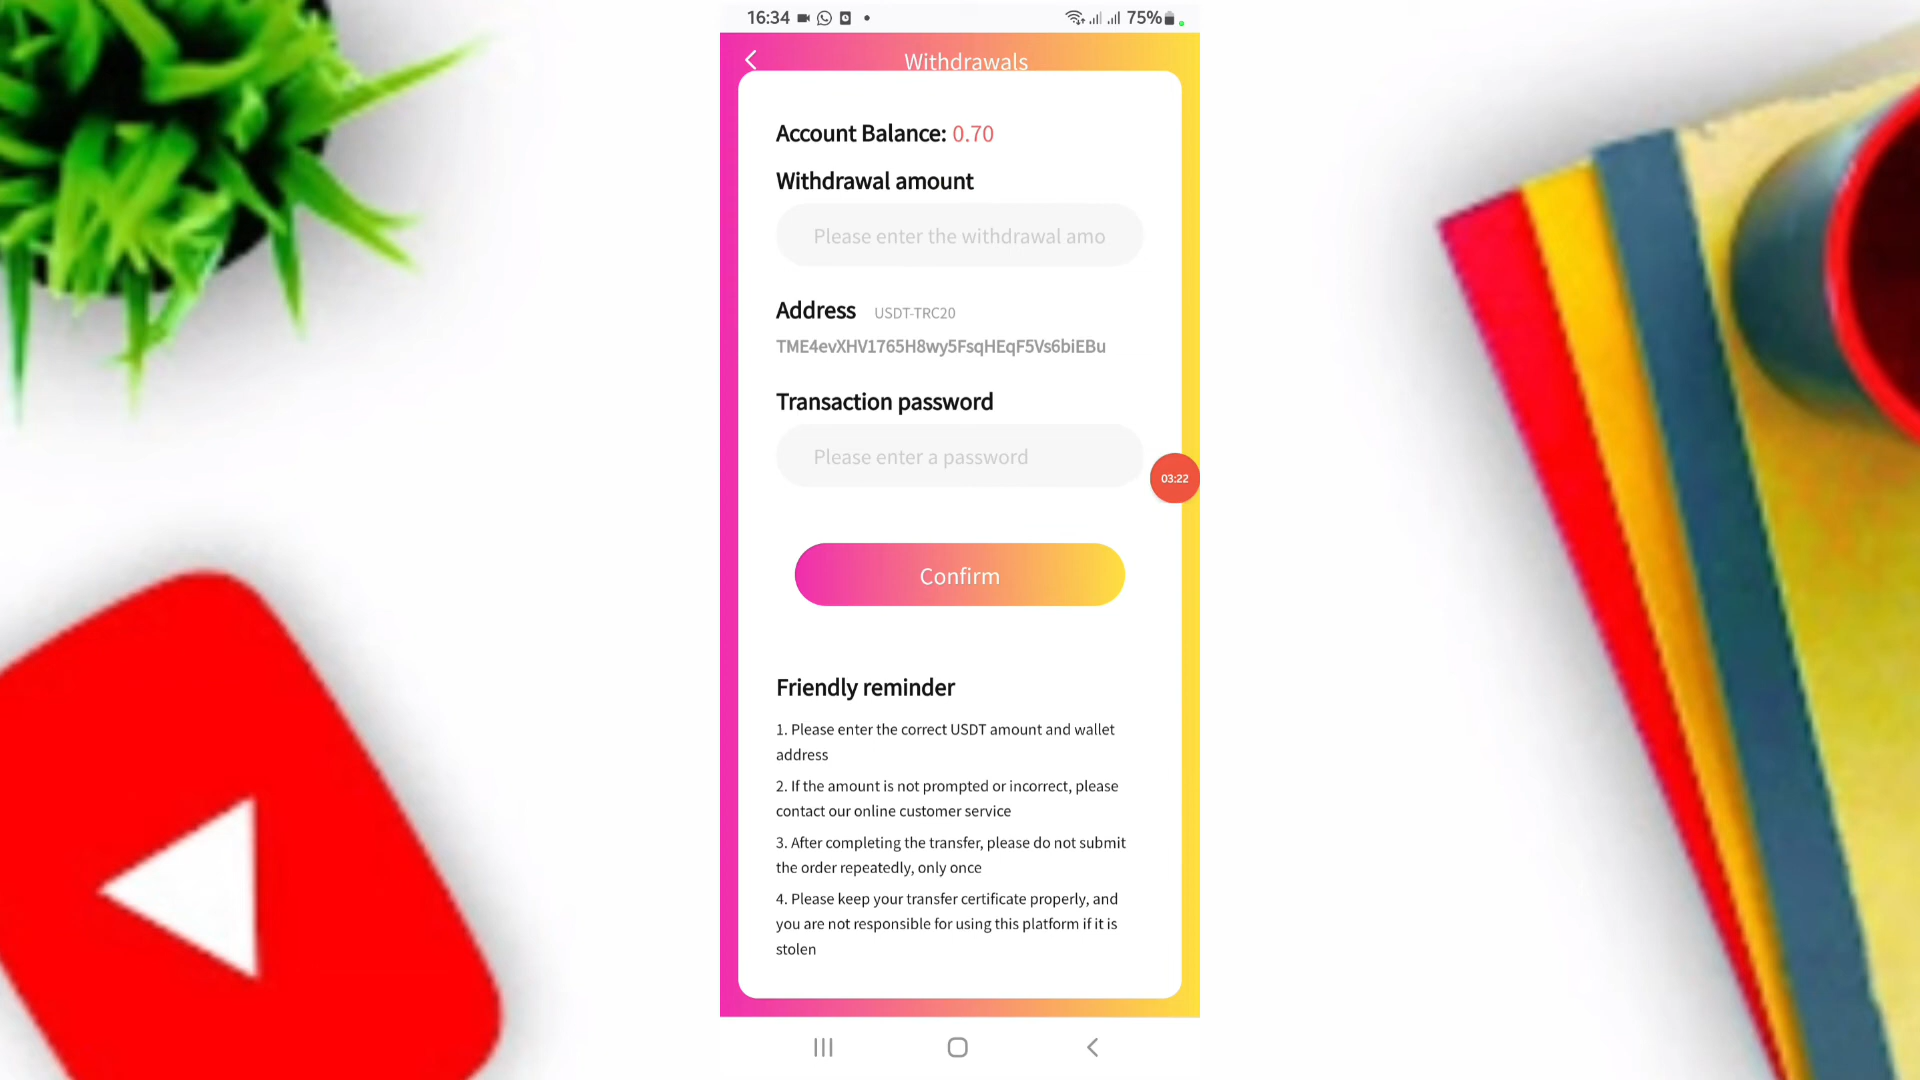 16:34
75%
Withdrawals
Account Balance: 0.70
Withdrawal amount
Please enter the withdrawal amo
Address USDT-TRC20
TME4evXHV1765H8wy5FsqHEqF5Vs6biEBu
Transaction password
Please enter a password
03:22
Confirm
Friendly reminder
1. Please enter the correct USDT amount and wallet
address
2. If the amount is not prompted or incorrect, please
contact our online customer service
3. After completing the transfer, please do not submit
the order repeatedly, only once
4. Please keep your transfer certificate properly, and
you are not responsible for using this platform if it is
stolen